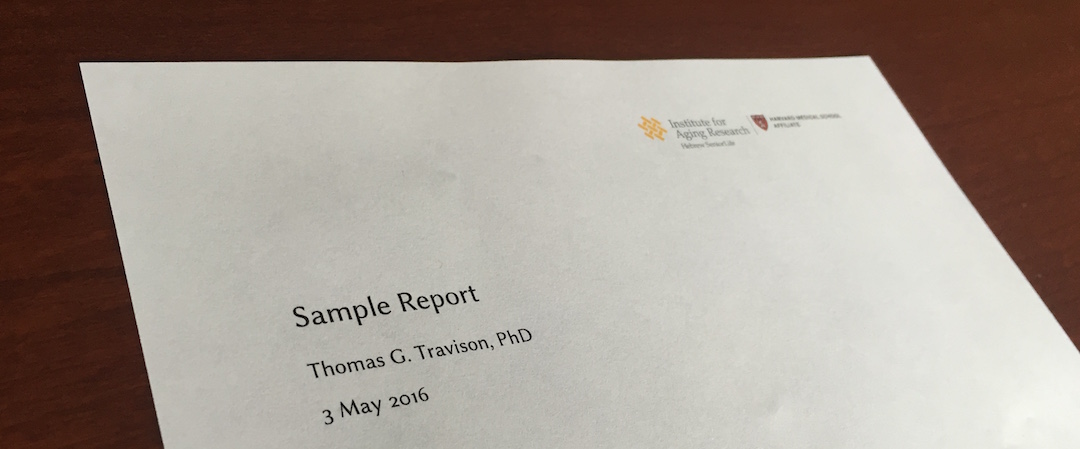 Institute for
Aging Research
Hebrew SeniorLife
HARVARD MEDICAL SCHOOL
AFFILIATE
Sample Report
Thomas G. Travison, PhD
3 May 2016